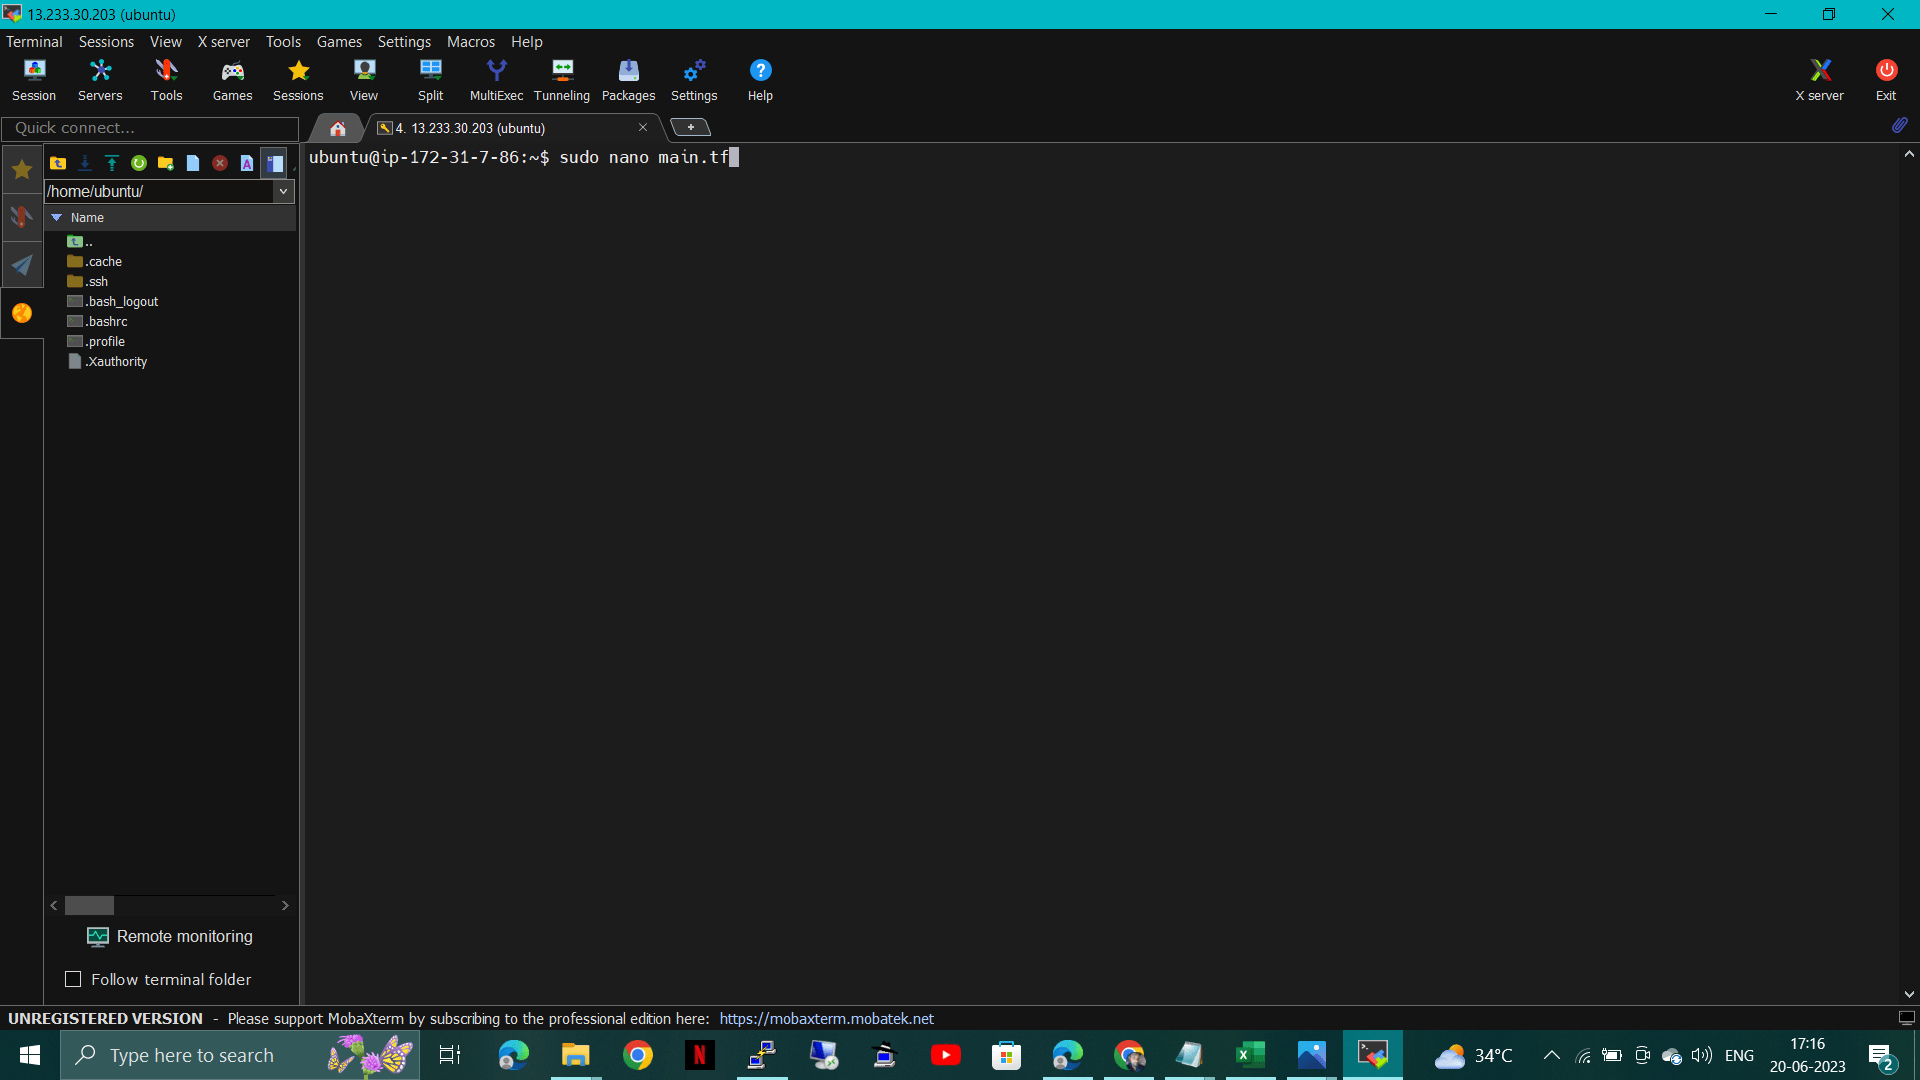 13.233.30.203 (ubuntu)
Terminal Sessions View X server Tools Games Settings Macros Help
Session Servers Tools Games Sessions View Split MultiExec Tunneling Packages Settings Help X server Exit
Quick connect...
4. 13.233.30.203 (ubuntu)
/home/ubuntu/
Name
..
.cache
.ssh
.bash_logout
.bashrc
.profile
.Xauthority
ubuntu@ip-172-31-7-86:~$ sudo nano main.tf
Remote monitoring
Follow terminal folder
UNREGISTERED VERSION - Please support MobaXterm by subscribing to the professional edition here: https://mobaxterm.mobatek.net
Type here to search
34°C
ENG
17:16
20-06-2023
2